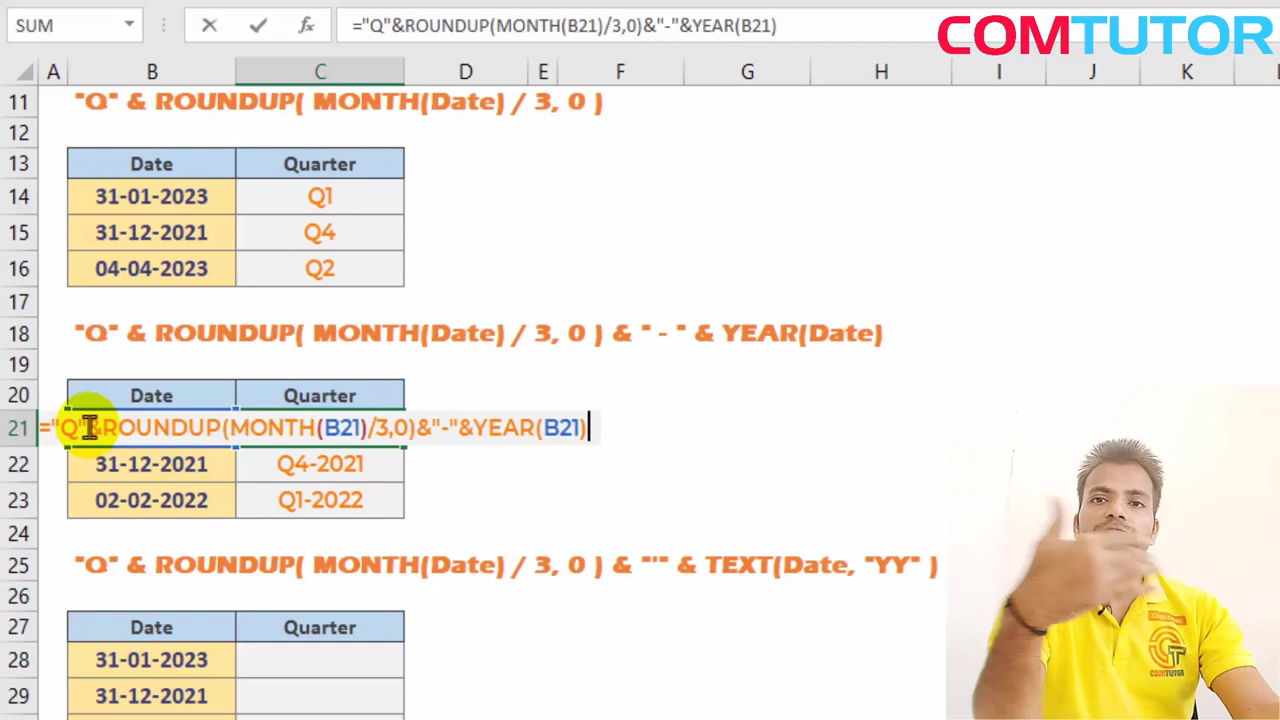 SUM
fx
="Q"&ROUNDUP(MONTH(B21)/3,0)&"-"&YEAR(B21)
COMTUTOR
A B C D E F G H I J K
11 "Q" & ROUNDUP( MONTH(Date) / 3, 0 )
12
13 Date Quarter
14 31-01-2023 Q1
15 31-12-2021 Q4
16 04-04-2023 Q2
17
18 "Q" & ROUNDUP( MONTH(Date) / 3, 0 ) & " - " & YEAR(Date)
19
20 Date Quarter
21 ="Q"&ROUNDUP(MONTH(B21)/3,0)&"-"&YEAR(B21)
22 31-12-2021 Q4-2021
23 02-02-2022 Q1-2022
24
25 "Q" & ROUNDUP( MONTH(Date) / 3, 0 ) & "'" & TEXT(Date, "YY" )
26
27 Date Quarter
28 31-01-2023
29 31-12-2021
COMTUTOR